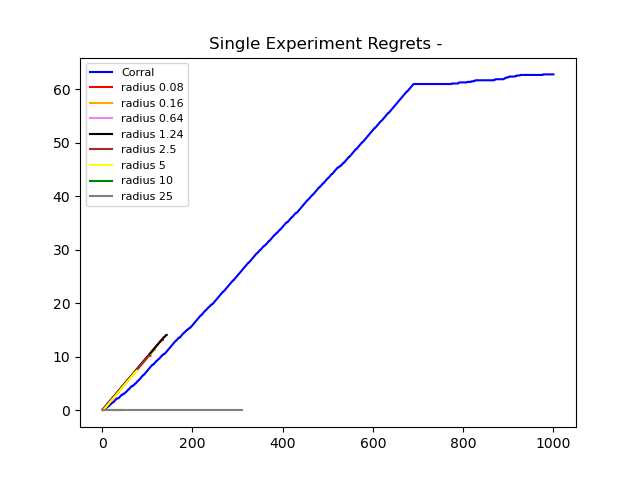 Single Experiment Regrets -
Corral
radius 0.08
radius 0.16
radius 0.64
radius 1.24
radius 2.5
radius 5
radius 10
radius 25
60
50
40
30
20
10
0
0 200 400 600 800 1000